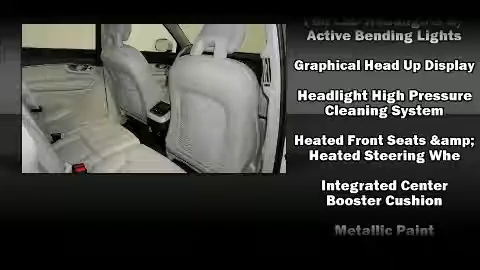 Active Bending Lights
Graphical Head Up Display
Headlight High Pressure
Cleaning System
Heated Front Seats &amp;
Heated Steering Whe
Integrated Center
Booster Cushion
Metallic Paint